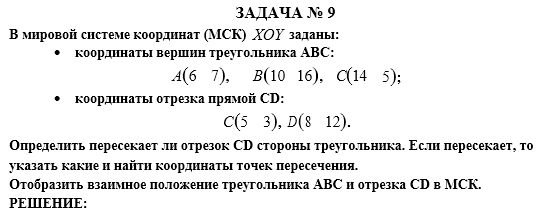 ЗАДАЧА № 9
В мировой системе координат (МСК) XOY заданы:
• координаты вершин треугольника ABC:
A(6 7), B(10 16), C(14 5);
• координаты отрезка прямой CD:
C(5 3), D(8 12).
Определить пересекает ли отрезок CD стороны треугольника. Если пересекает, то
указать какие и найти координаты точек пересечения.
Отобразить взаимное положение треугольника ABC и отрезка CD в МСК.
РЕШЕНИЕ: